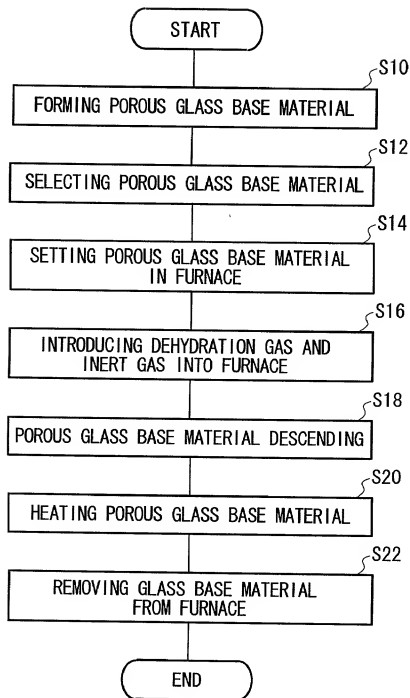 START
S10
FORMING POROUS GLASS BASE MATERIAL
S12
SELECTING POROUS GLASS BASE MATERIAL
S14
SETTING POROUS GLASS BASE MATERIAL
IN FURNACE
S16
INTRODUCING DEHYDRATION GAS AND
INERT GAS INTO FURNACE
S18
POROUS GLASS BASE MATERIAL DESCENDING
S20
HEATING POROUS GLASS BASE MATERIAL
S22
REMOVING GLASS BASE MATERIAL
FROM FURNACE
END